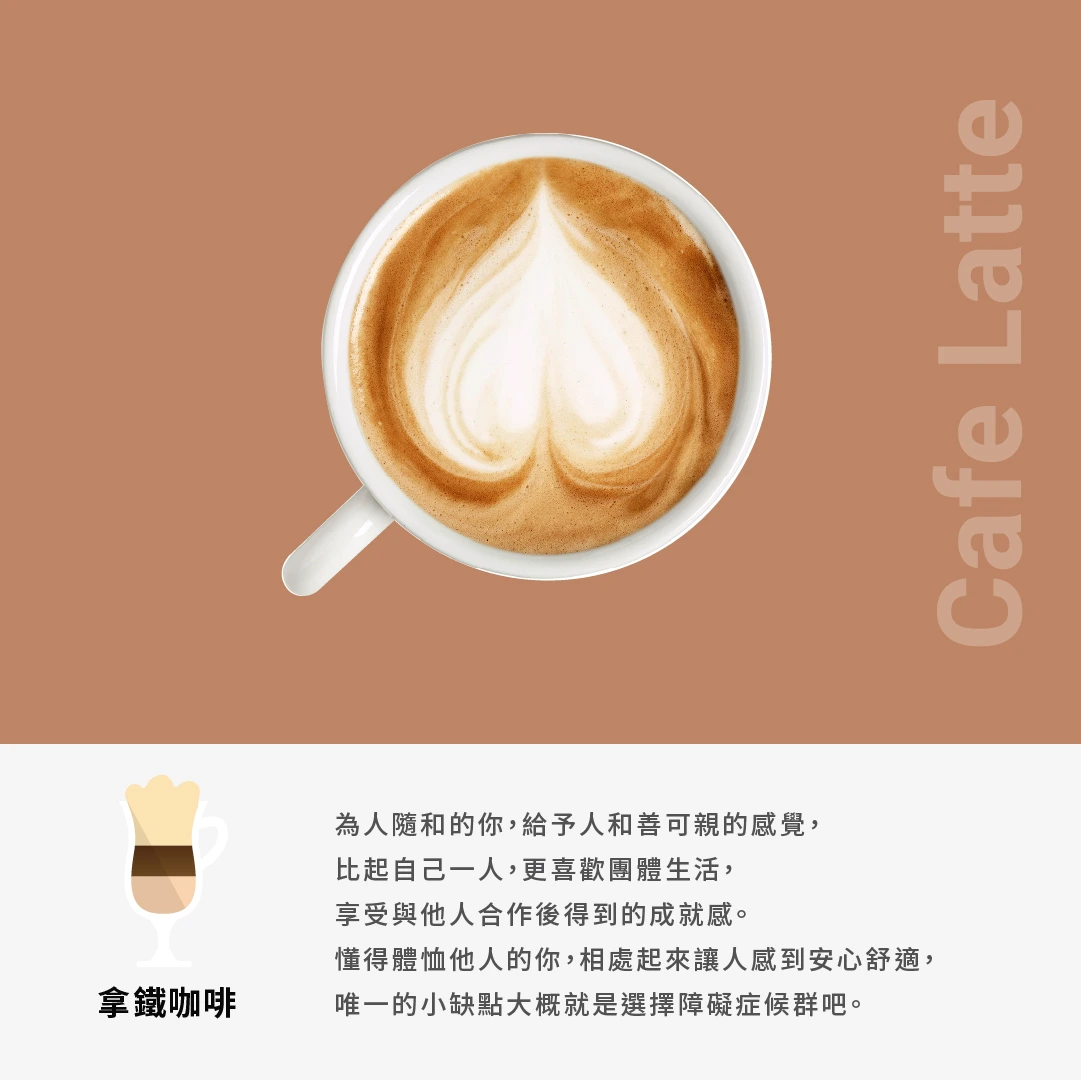 Cafe Latte
拿鐵咖啡
為人隨和的你，給予人和善可親的感覺，
比起自己一人，更喜歡團體生活，
享受與他人合作後得到的成就感。
懂得體恤他人的你，相處起來讓人感到安心舒適，
唯一的小缺點大概就是選擇障礙症候群吧。